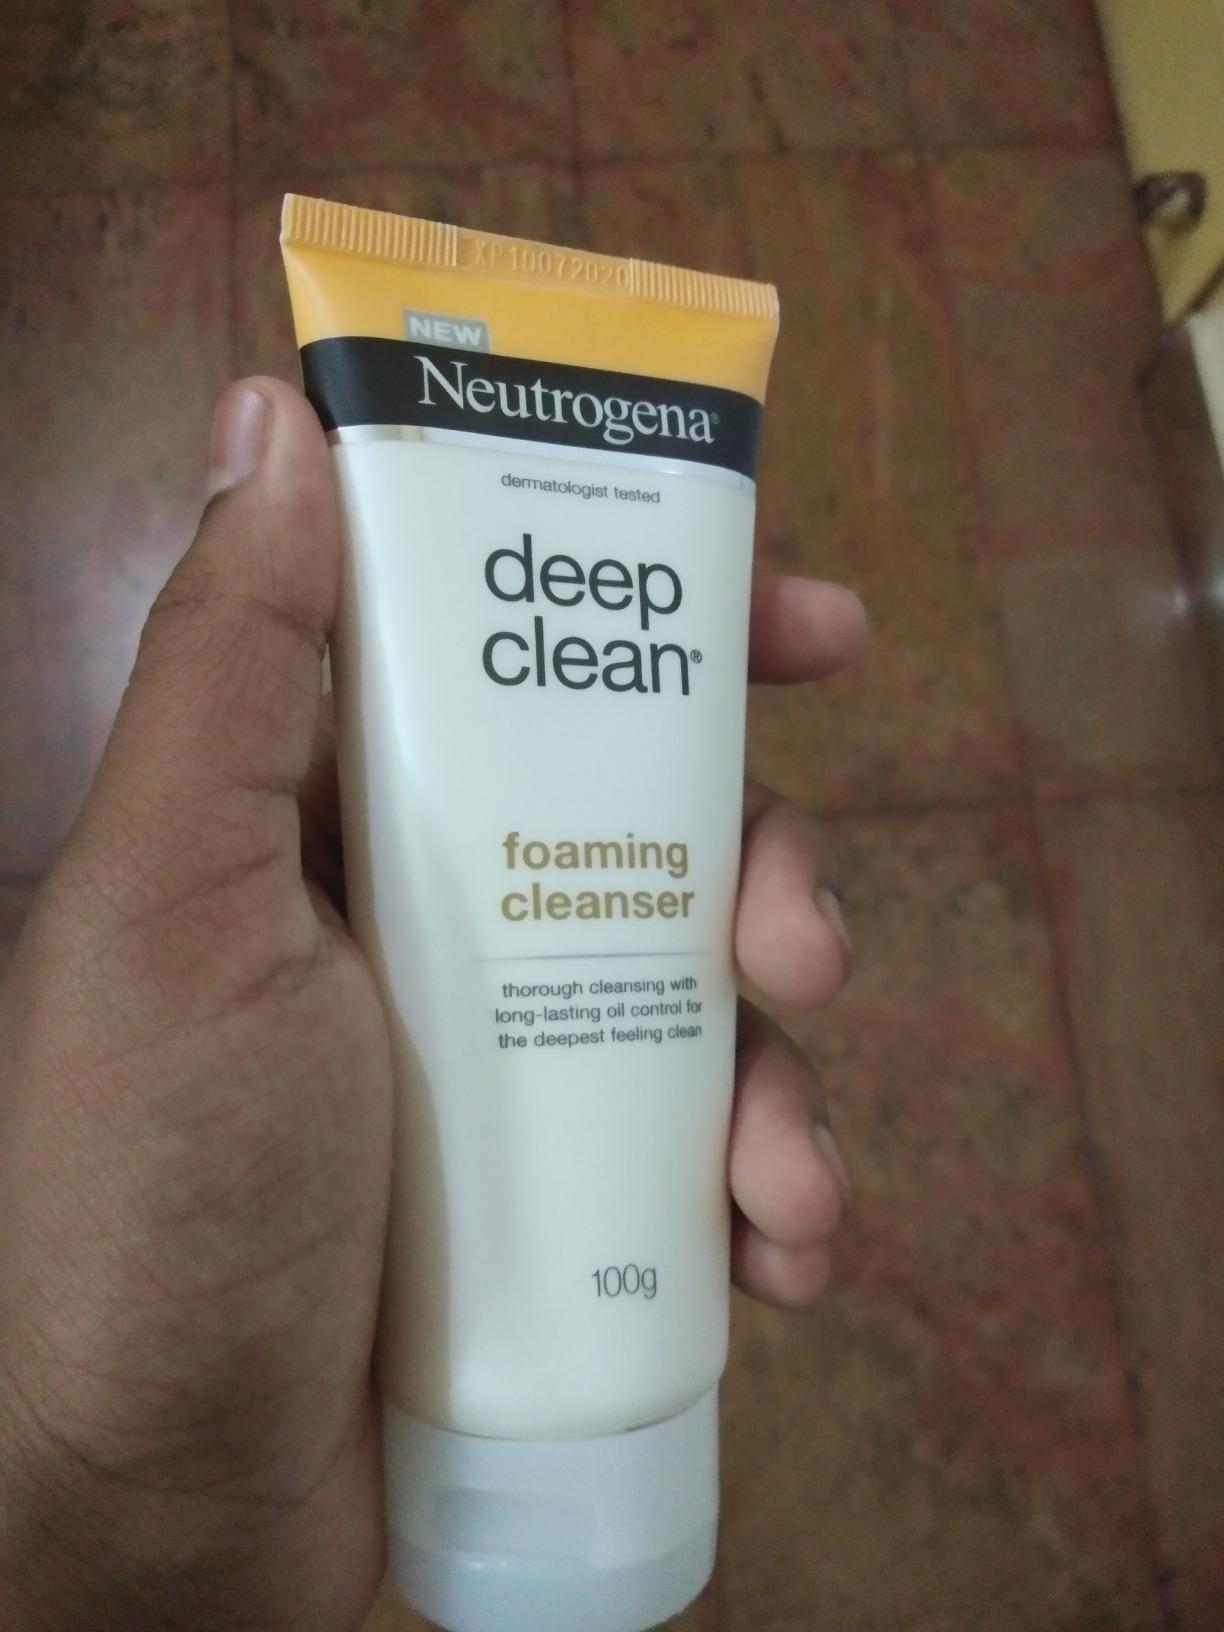 XP10072020
NEW
Neutrogena®
dermatologist tested
deep
clean®
foaming
cleanser
thorough cleansing with
long-lasting oil control for
the deepest feeling clean
100g